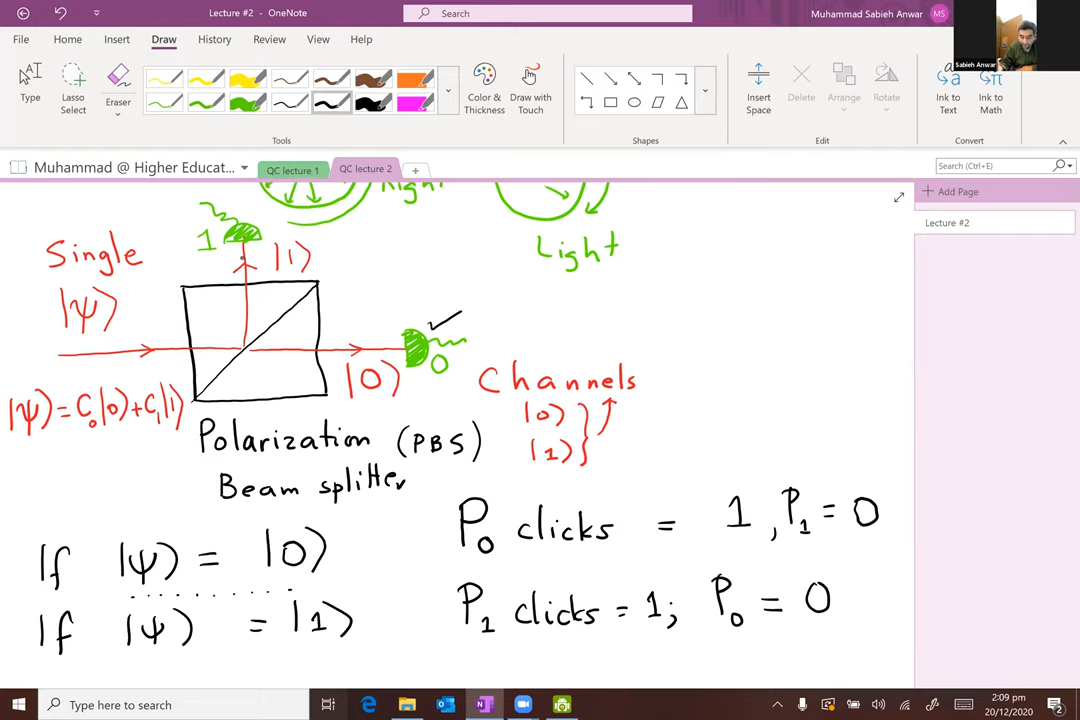 Lecture #2 - OneNote
Search
Muhammad Sabieh Anwar
MS
File
Home
Insert
Draw
History
Review
View
Help
Sabieh Anwar
Type
Lasso Select
Eraser
Color & Thickness
Draw with Touch
Insert Space
Delete
Arrange
Rotate
Ink to Text
Ink to Math
Tools
Shapes
Edit
Convert
Muhammad @ Higher Educat...
QC lecture 1
QC lecture 2
Search (Ctrl+E)
Add Page
Lecture #2
Right
Light
1
Single
|1⟩
|ψ⟩
0
|0⟩
Channels
|0⟩
|1⟩
|ψ⟩ = C₀|0⟩ + C₁|1⟩
Polarization (PBS)
Beam splitter
If |ψ⟩ = |0⟩
P₀ clicks = 1, P₁ = 0
If |ψ⟩ = |1⟩
P₁ clicks = 1; P₀ = 0
Type here to search
2:09 pm
20/12/2020
2